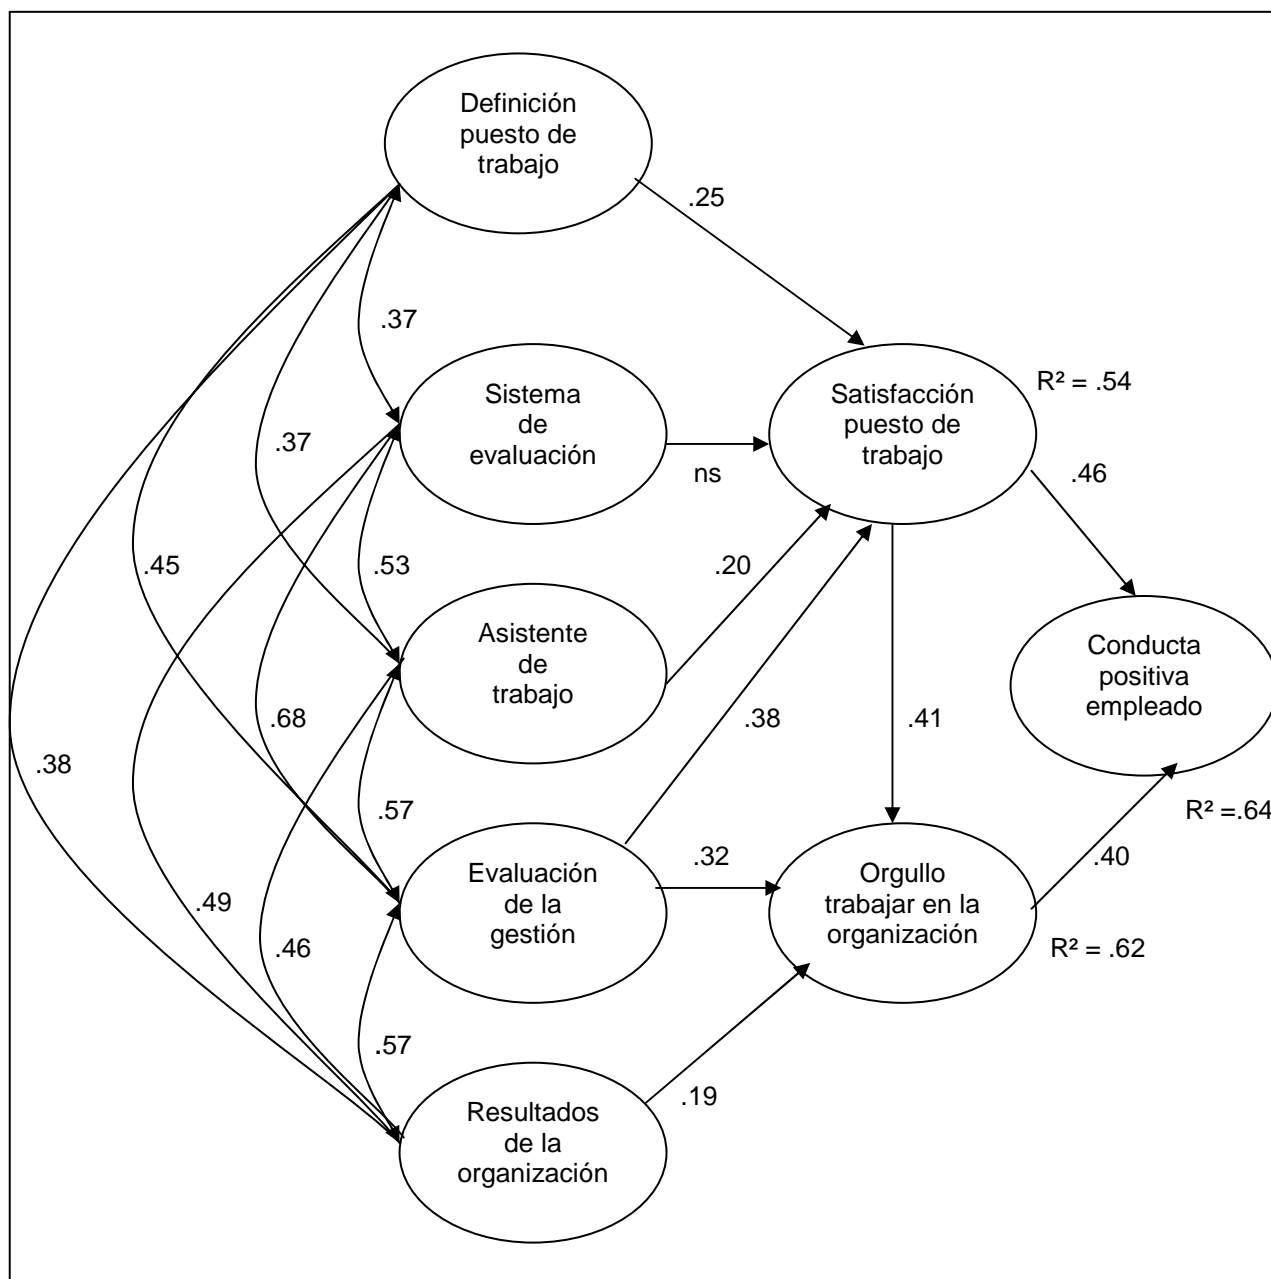 Definición
puesto de
trabajo
.25
.37
Sistema
de
evaluación
Satisfacción
puesto de
trabajo
R² = .54
.37
ns
.46
.45
.53
.20
Asistente
de
trabajo
Conducta
positiva
empleado
.68
.38
.41
.38
.57
R² =.64
.32
.40
Evaluación
de la
gestión
Orgullo
trabajar en la
organización
.49
.46
R² = .62
.57
.19
Resultados
de la
organización